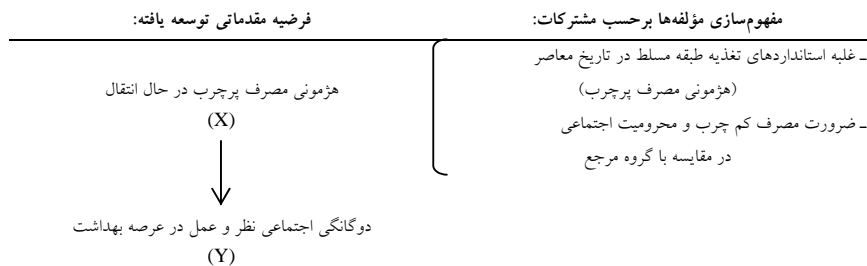 مفهوم‌سازی مؤلفه‌ها برحسب مشترکات:
ـ غلبه استانداردهای تغذیه طبقه مسلط در تاریخ معاصر
(هژمونی مصرف پرچرب)
ـ ضرورت مصرف کم چرب و محرومیت اجتماعی
در مقایسه با گروه مرجع
فرضیه مقدماتی توسعه یافته:
هژمونی مصرف پرچرب در حال انتقال
(X)
دوگانگی اجتماعی نظر و عمل در عرصه بهداشت
(Y)